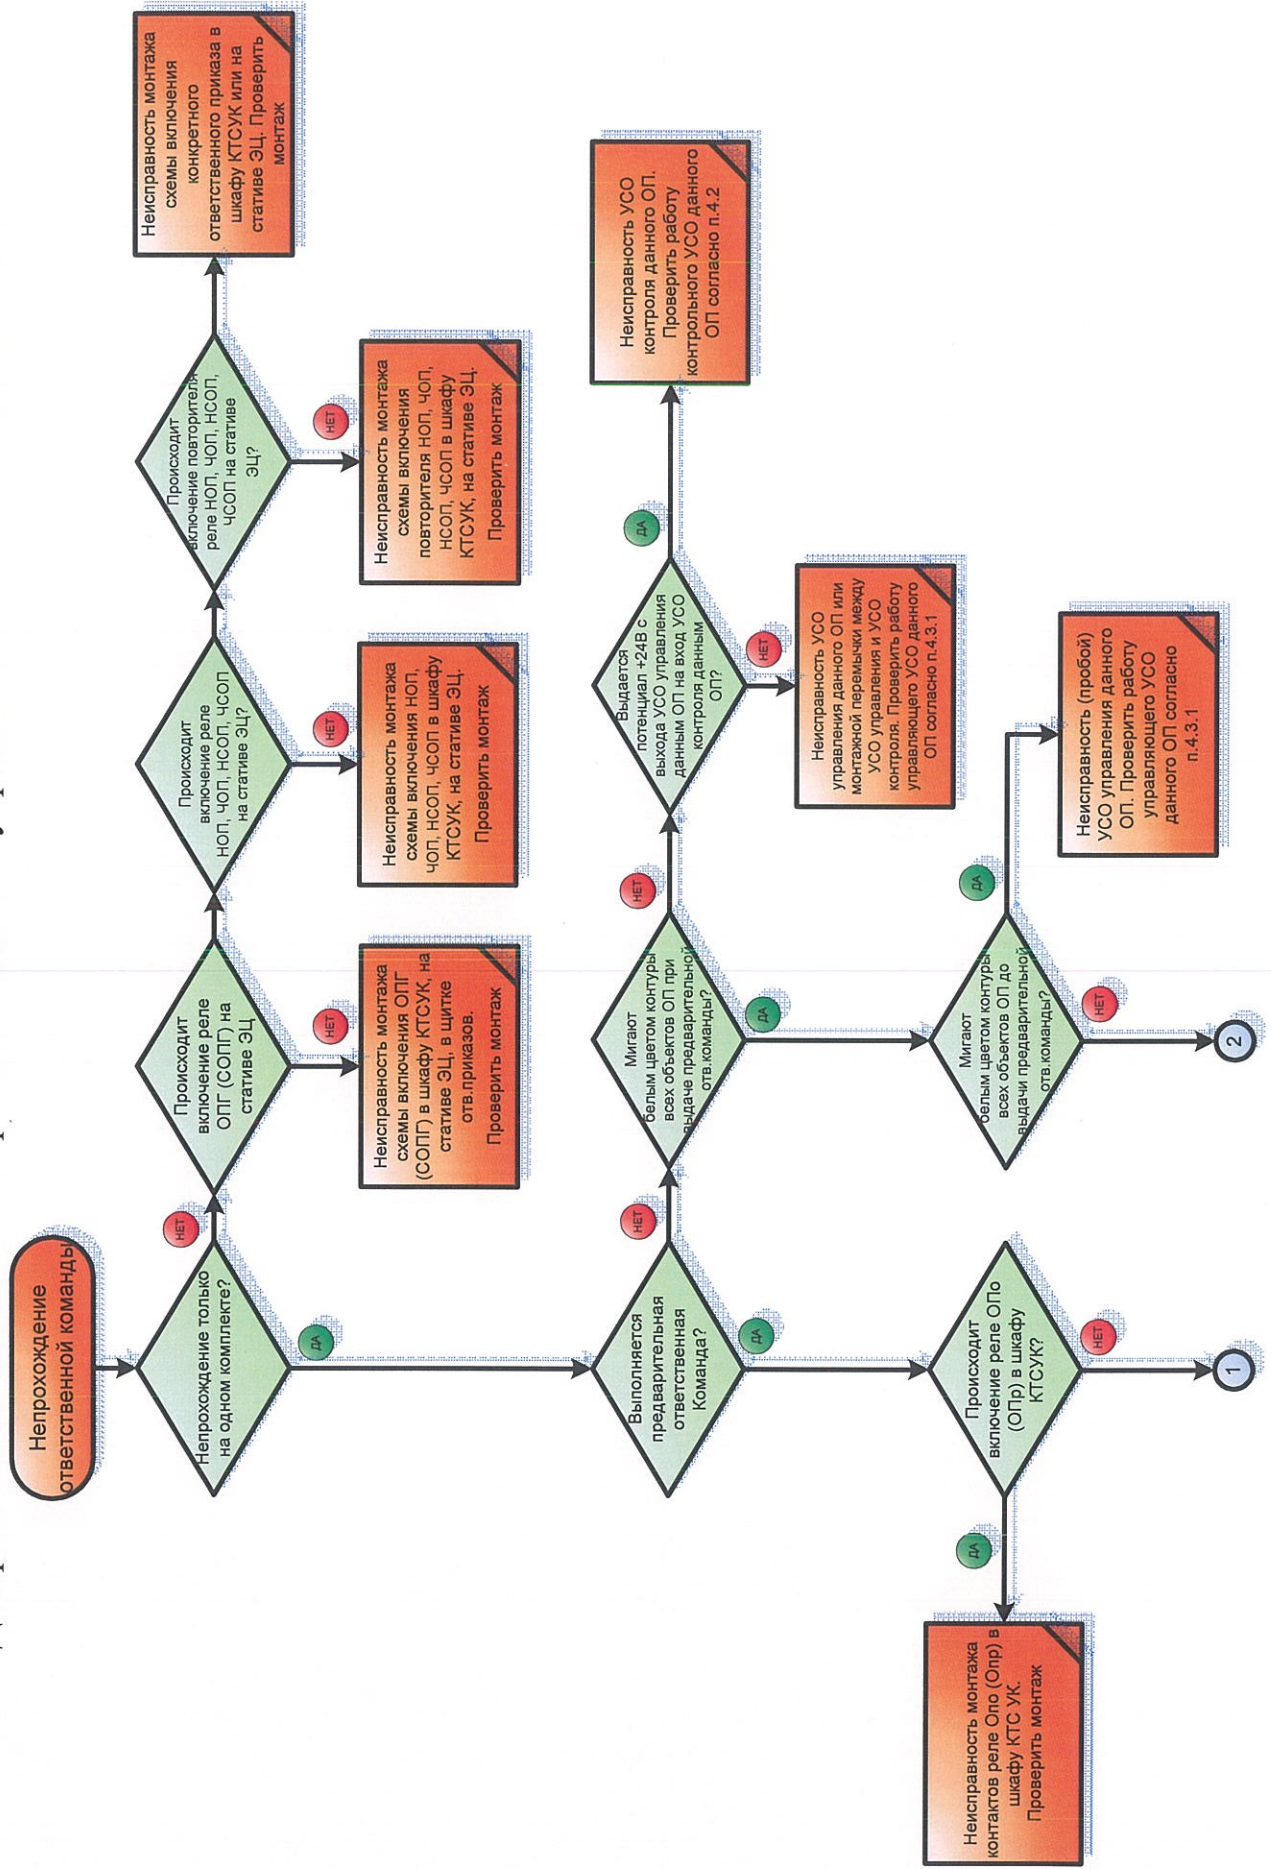 Непрохождение
ответственной команды
Непрохождение только
на одном комплекте?
НЕТ
Происходит
включение реле
ОПГ (СОПГ) на
стативе ЭЦ
Происходит
включение реле
НОП, ЧОП, НСОП, ЧСОП
на стативе ЭЦ?
Происходит
включение повторителя
реле НОП, ЧОП, НСОП,
ЧСОП на стативе
ЭЦ?
Неисправность монтажа
схемы включения
конкретного
ответственного приказа в
шкафу КТСУК или на
стативе ЭЦ. Проверить
монтаж
ДА
НЕТ
Неисправность монтажа
схемы включения ОПГ
(СОПГ) в шкафу КТСУК, на
стативе ЭЦ, в щитке
отв.приказов.
Проверить монтаж
НЕТ
Неисправность монтажа
схемы включения НОП,
ЧОП, НСОП, ЧСОП в шкафу
КТСУК, на стативе ЭЦ.
Проверить монтаж
НЕТ
Неисправность монтажа
схемы включения
повторителя НОП, ЧОП,
НСОП, ЧСОП в шкафу
КТСУК, на стативе ЭЦ.
Проверить монтаж
Выполняется
предварительная
ответственная
Команда?
НЕТ
Мигают
белым цветом контуры
всех объектов ОП при
выдаче предварительной
отв.команды?
НЕТ
Выдается
потенциал +24В с
выхода УСО управления
данным ОП на вход УСО
контроля данным
ОП?
ДА
Неисправность УСО
контроля данного ОП.
Проверить работу
контрольного УСО данного
ОП согласно п.4.2
ДА
ДА
НЕТ
Неисправность УСО
управления данного ОП или
монтажной перемычки между
УСО управления и УСО
контроля. Проверить работу
управляющего УСО данного
ОП согласно п.4.3.1
Происходит
включение реле ОПо
(ОПр) в шкафу
КТСУК?
ДА
Неисправность монтажа
контактов реле Опо (Опр) в
шкафу КТС УК.
Проверить монтаж
НЕТ
1
Мигают
белым цветом контуры
всех объектов ОП до
выдачи предварительной
отв.команды?
ДА
Неисправность (пробой)
УСО управления данного
ОП. Проверить работу
управляющего УСО
данного ОП согласно
п.4.3.1
НЕТ
2